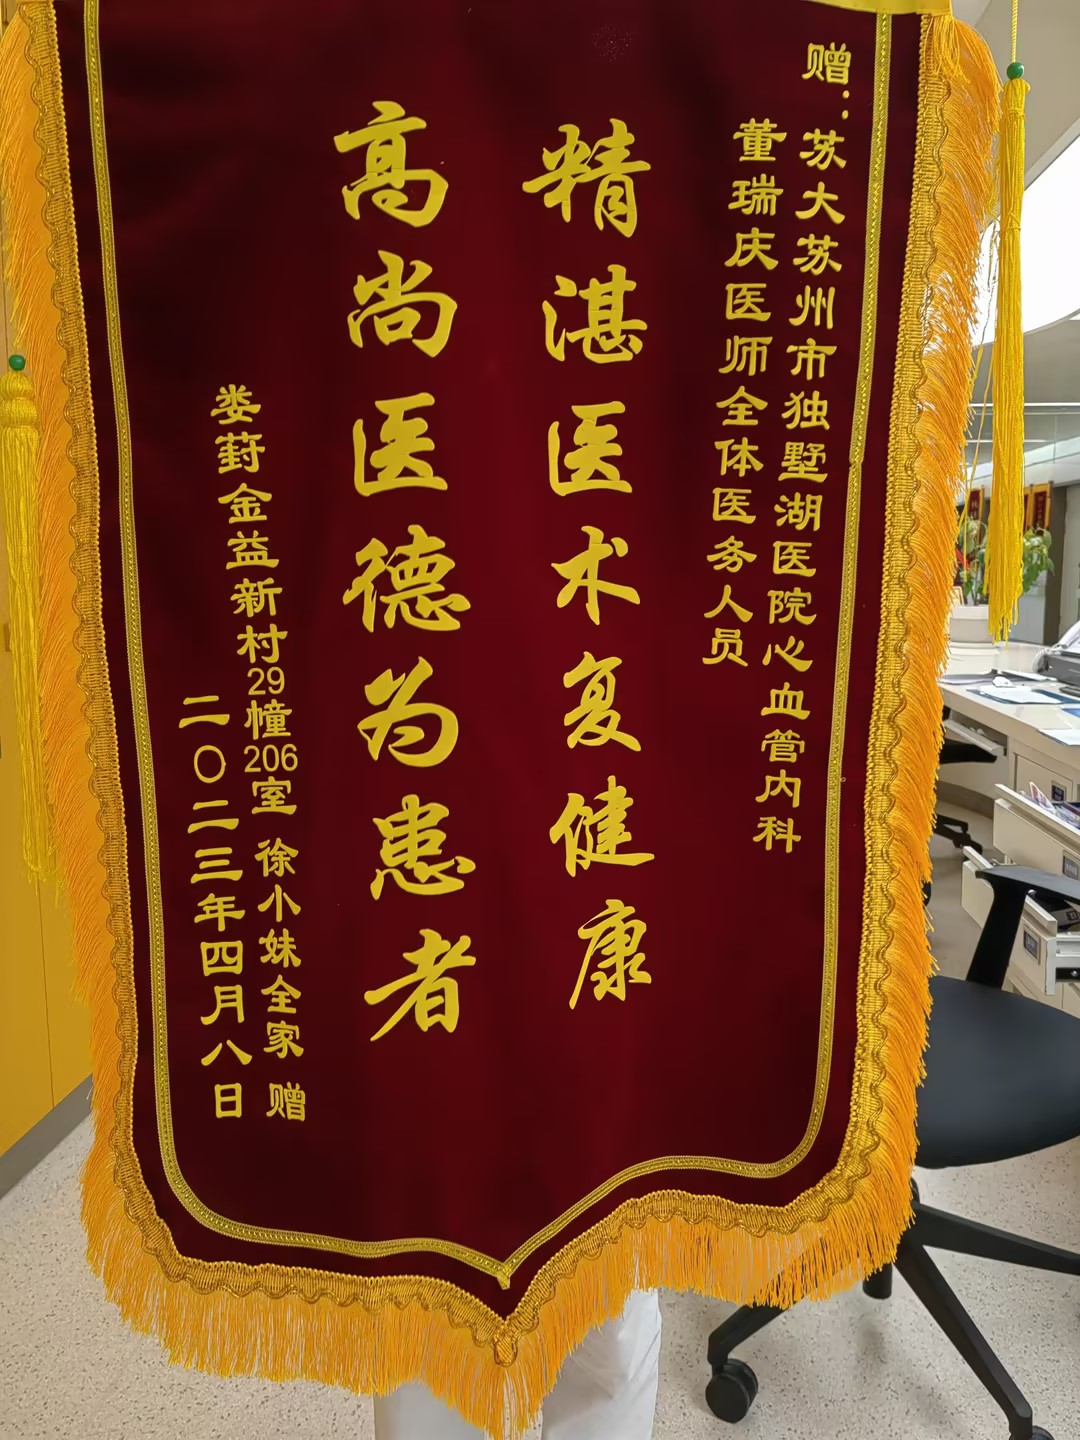 赠：苏大苏州市独墅湖医院心血管内科
董瑞庆医师全体医务人员
精湛医术复健康
高尚医德为患者
娄葑金益新村29幢206室 徐小妹全家 赠
二〇二三年四月八日